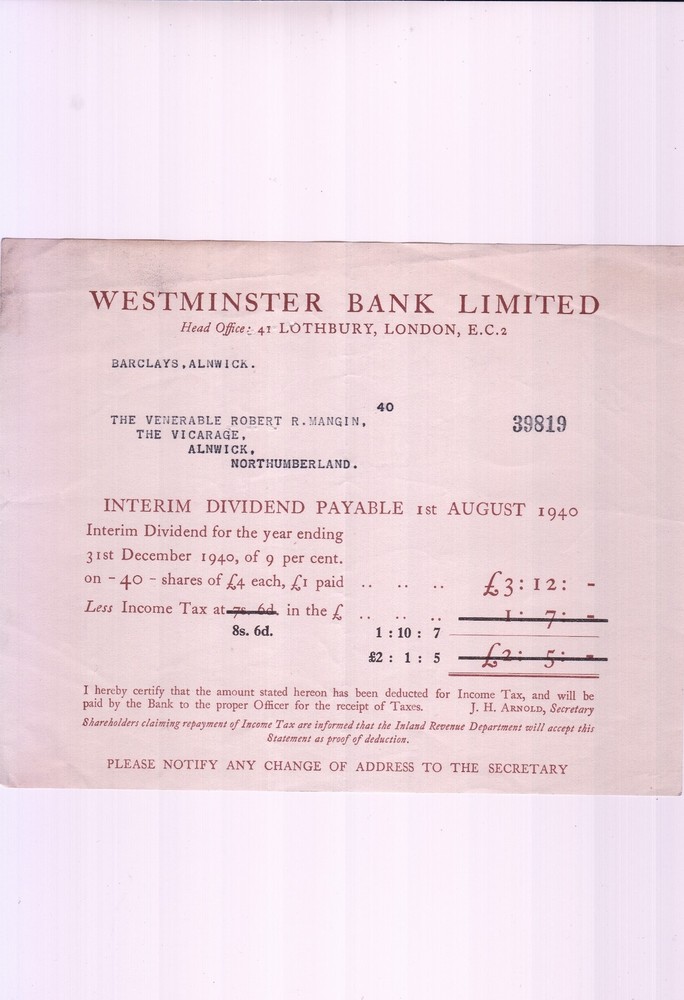 WESTMINSTER BANK LIMITED
Head Office: 41 LOTHBURY, LONDON, E.C.2
BARCLAYS,ALNWICK.
40
THE VENERABLE ROBERT R.MANGIN,
39819
THE VICARAGE,
ALNWICK,
NORTHUMBERLAND.
INTERIM DIVIDEND PAYABLE 1st AUGUST 1940
Interim Dividend for the year ending
31st December 1940, of 9 per cent.
on - 40 - shares of £4 each, £1 paid .. .. .. £3 : 12 : -
Less Income Tax at 7s. 6d. in the £ .. .. .. 1 : 7 : -
8s. 6d. 1 : 10 : 7
£2 : 1 : 5 £2 : 5 : -
I hereby certify that the amount stated hereon has been deducted for Income Tax, and will be
paid by the Bank to the proper Officer for the receipt of Taxes. J. H. ARNOLD, Secretary
Shareholders claiming repayment of Income Tax are informed that the Inland Revenue Department will accept this
Statement as proof of deduction.
PLEASE NOTIFY ANY CHANGE OF ADDRESS TO THE SECRETARY